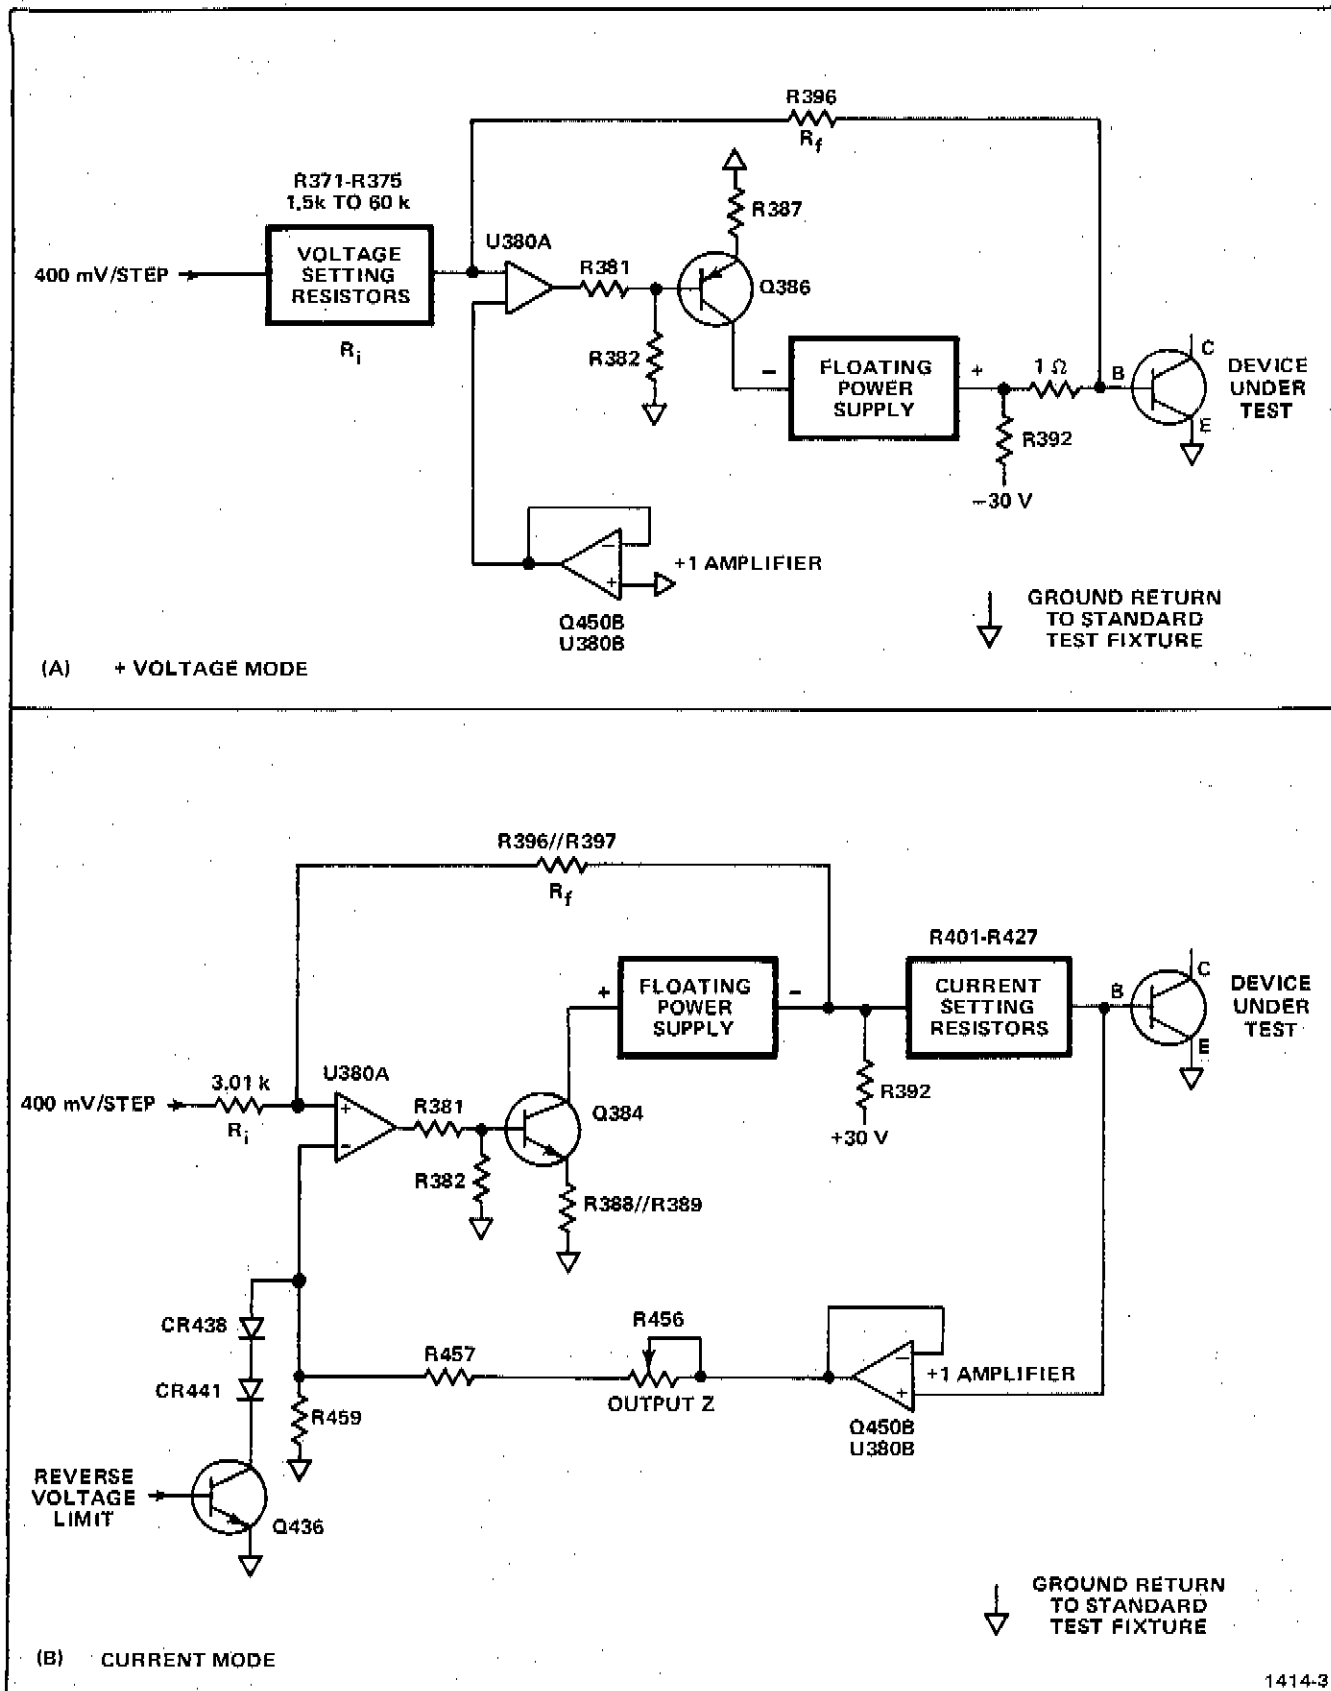 R396
Rf
R371-R375
1.5k TO 60 k
R387
U380A
400 mV/STEP
VOLTAGE
SETTING
RESISTORS
R381
Q386
Ri
R382
−
FLOATING
POWER
SUPPLY
+
1 Ω
B
C
E
DEVICE
UNDER
TEST
R392
−30 V
−
+
+1 AMPLIFIER
Q450B
U380B
GROUND RETURN
TO STANDARD
TEST FIXTURE
(A) + VOLTAGE MODE
R396//R397
Rf
R401-R427
+
FLOATING
POWER
SUPPLY
−
CURRENT
SETTING
RESISTORS
B
C
E
DEVICE
UNDER
TEST
3.01 k
U380A
400 mV/STEP
Ri
+
−
R381
Q384
R392
+30 V
R382
R388//R389
CR438
R456
R457
CR441
OUTPUT Z
−
+
+1 AMPLIFIER
R459
Q450B
U380B
REVERSE
VOLTAGE
LIMIT
Q436
GROUND RETURN
TO STANDARD
TEST FIXTURE
(B) CURRENT MODE
1414-3